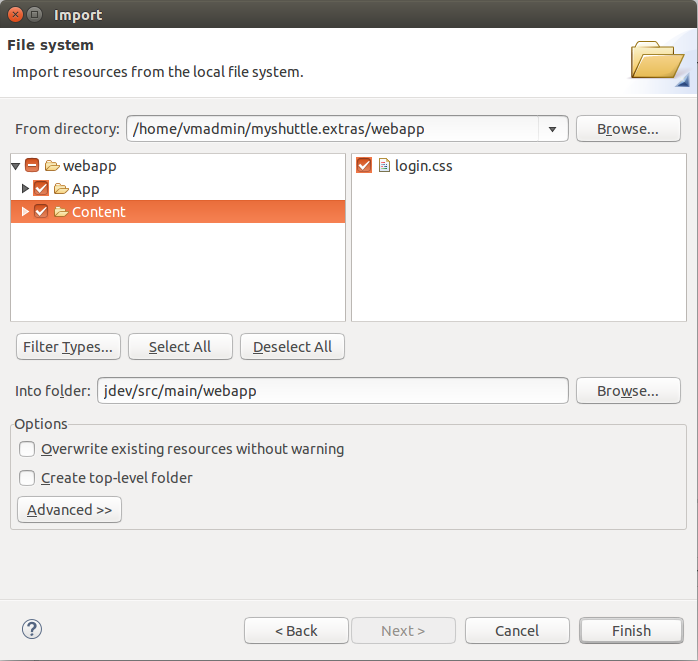 Import
File system
Import resources from the local file system.
From directory: /home/vmadmin/myshuttle.extras/webapp Browse...
webapp
App
Content
login.css
Filter Types... Select All Deselect All
Into folder: jdev/src/main/webapp Browse...
Options
Overwrite existing resources without warning
Create top-level folder
Advanced >>
? < Back Next > Cancel Finish